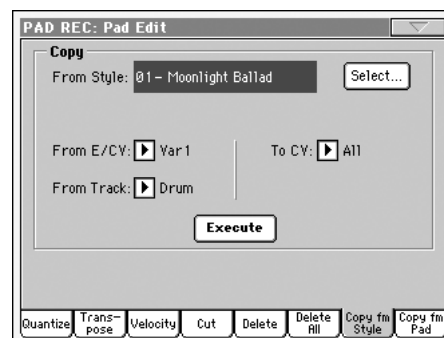 PAD REC: Pad Edit
Copy
From Style: 01- Moonlight Ballad
Select...
From E/CV: Var1
To CV: All
From Track: Drum
Execute
Quantize
Trans-
pose
Velocity
Cut
Delete
Delete
All
Copy fm
Style
Copy fm
Pad